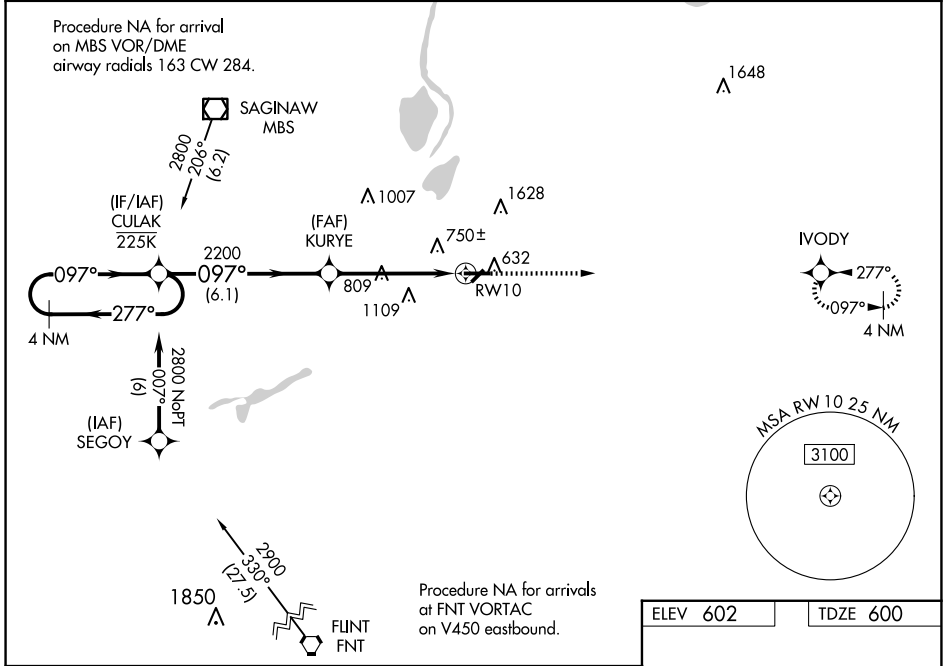 Procedure NA for arrival
on MBS VOR/DME
airway radials 163 CW 284.
1648
SAGINAW
MBS
2800
206°
(6.2)
(IF/IAF)
CULAK
225K
1007
1628
(FAF)
KURYE
750±
IVODY
097°
2200
097°
(6.1)
809
632
RW10
1109
277°
097°
4 NM
277°
4 NM
2800 NoPT
007°
(6)
(IAF)
SEGOY
MSA RW 10 25 NM
3100
2900
330°
(27.5)
1850
FLINT
FNT
Procedure NA for arrivals
at FNT VORTAC
on V450 eastbound.
ELEV 602
TDZE 600